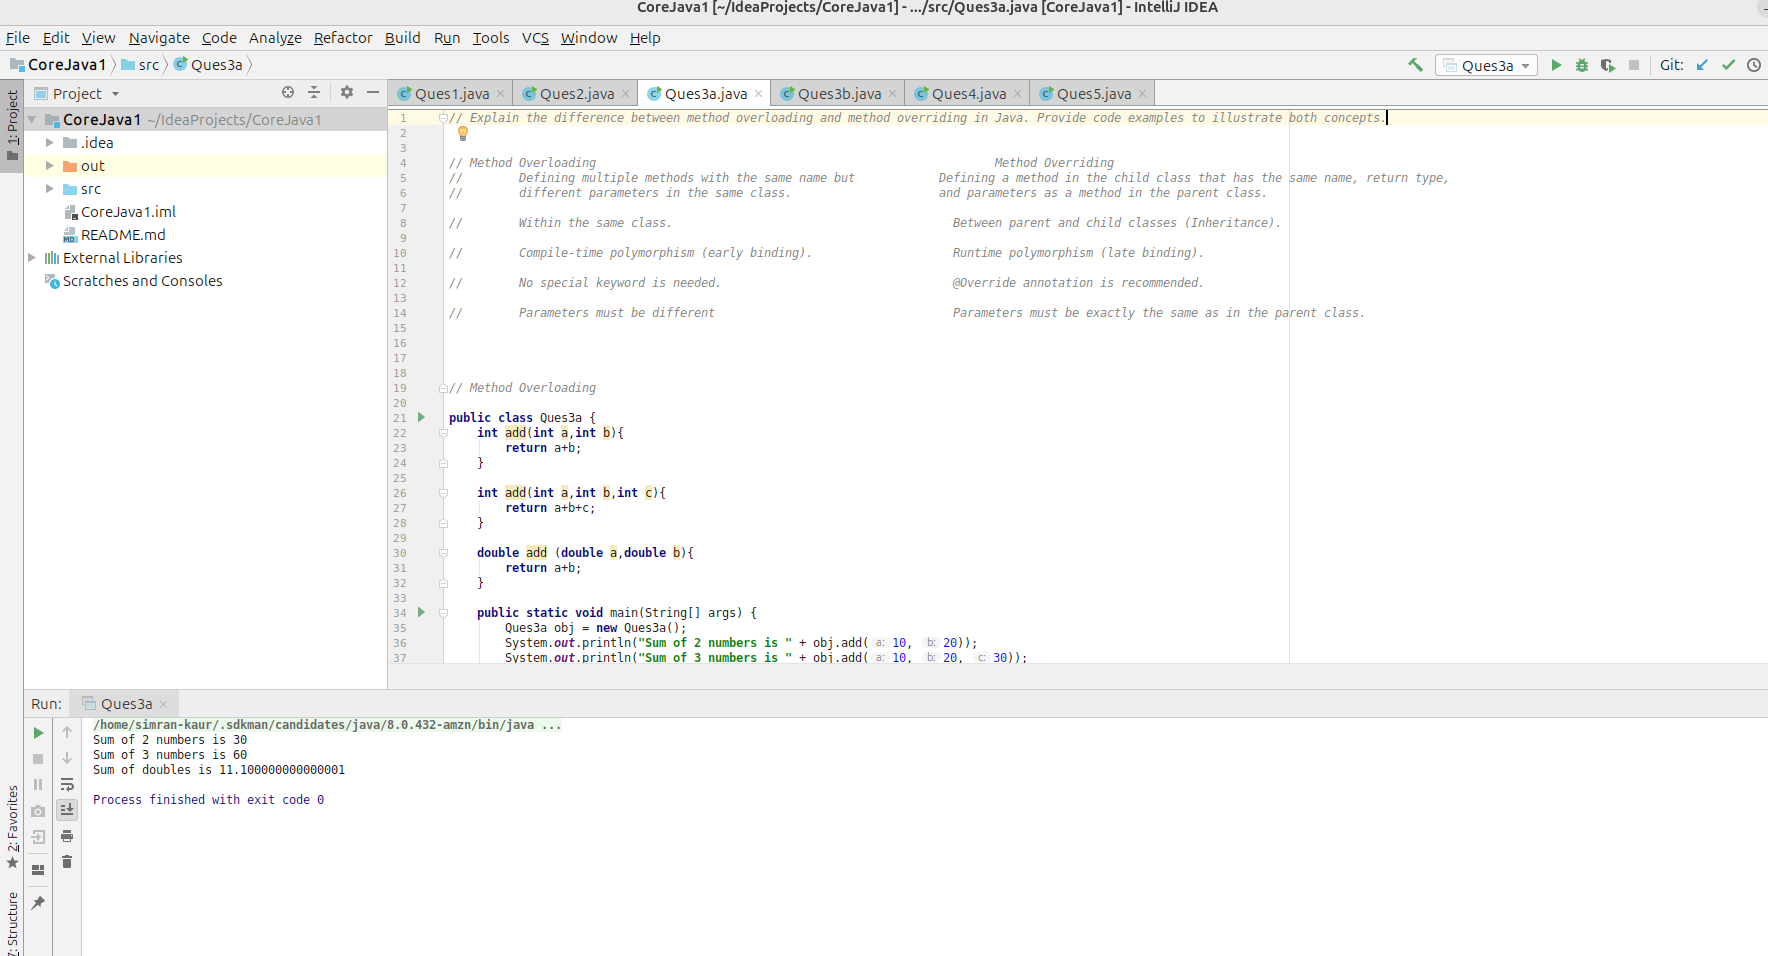 CoreJava1 [~/IdeaProjects/CoreJava1] - .../src/Ques3a.java [CoreJava1] - IntelliJ IDEA
File Edit View Navigate Code Analyze Refactor Build Run Tools VCS Window Help
CoreJava1 src Ques3a
Ques3a Git:
1: Project
Project
Ques1.java Ques2.java Ques3a.java Ques3b.java Ques4.java Ques5.java
CoreJava1 ~/IdeaProjects/CoreJava1
.idea
out
src
CoreJava1.iml
README.md
External Libraries
Scratches and Consoles
1 // Explain the difference between method overloading and method overriding in Java. Provide code examples to illustrate both concepts.
2
3
4 // Method Overloading Method Overriding
5 // Defining multiple methods with the same name but Defining a method in the child class that has the same name, return type,
6 // different parameters in the same class. and parameters as a method in the parent class.
7
8 // Within the same class. Between parent and child classes (Inheritance).
9
10 // Compile-time polymorphism (early binding). Runtime polymorphism (late binding).
11
12 // No special keyword is needed. @Override annotation is recommended.
13
14 // Parameters must be different Parameters must be exactly the same as in the parent class.
15
16
17
18
19 // Method Overloading
20
21 public class Ques3a {
22 int add(int a,int b){
23 return a+b;
24 }
25
26 int add(int a,int b,int c){
27 return a+b+c;
28 }
29
30 double add (double a,double b){
31 return a+b;
32 }
33
34 public static void main(String[] args) {
35 Ques3a obj = new Ques3a();
36 System.out.println("Sum of 2 numbers is " + obj.add( a: 10, b: 20));
37 System.out.println("Sum of 3 numbers is " + obj.add( a: 10, b: 20, c: 30));
Run: Ques3a
/home/simran-kaur/.sdkman/candidates/java/8.0.432-amzn/bin/java ...
Sum of 2 numbers is 30
Sum of 3 numbers is 60
Sum of doubles is 11.100000000000001
Process finished with exit code 0
2: Favorites
7: Structure